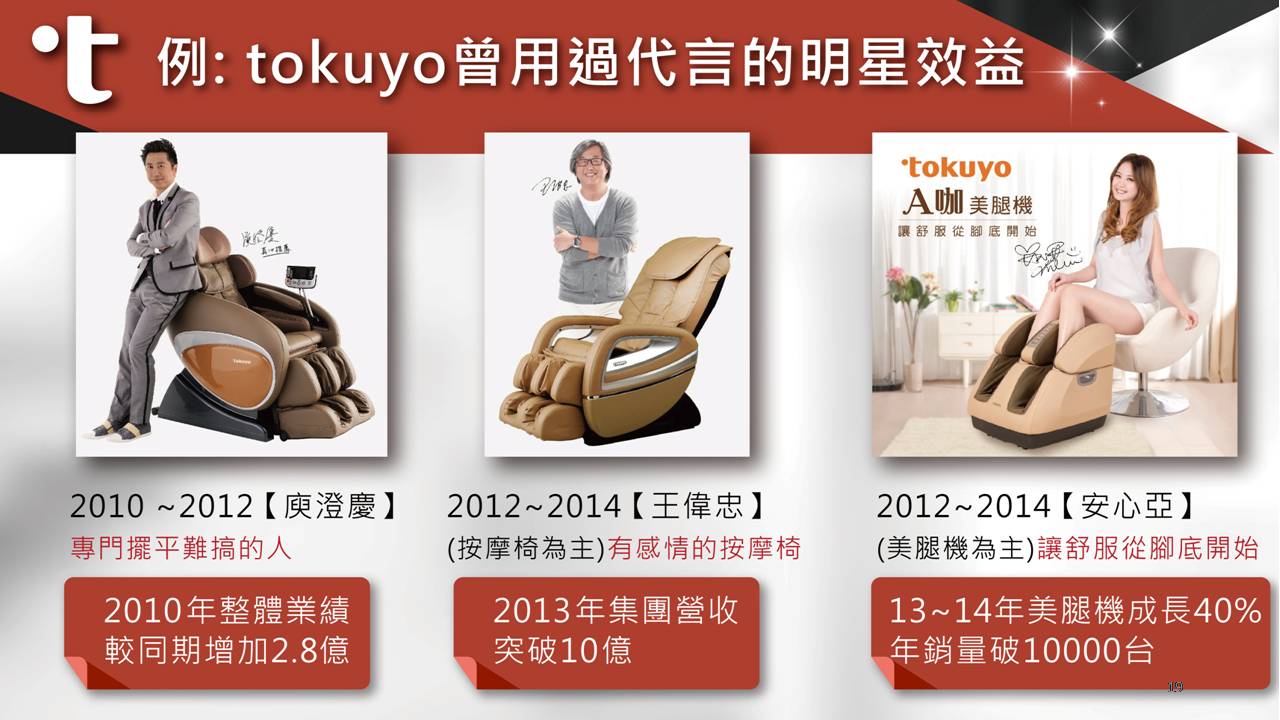 例: tokuyo曾用過代言的明星效益
庾澄慶
真心推薦
Tokuyo
tokuyo
A咖 美腿機
讓舒服從腳底開始
2010 ~2012【庾澄慶】
專門擺平難搞的人
2010年整體業績
較同期增加2.8億
2012~2014【王偉忠】
(按摩椅為主)有感情的按摩椅
2013年集團營收
突破10億
2012~2014【安心亞】
(美腿機為主)讓舒服從腳底開始
13~14年美腿機成長40%
年銷量破10000台
19